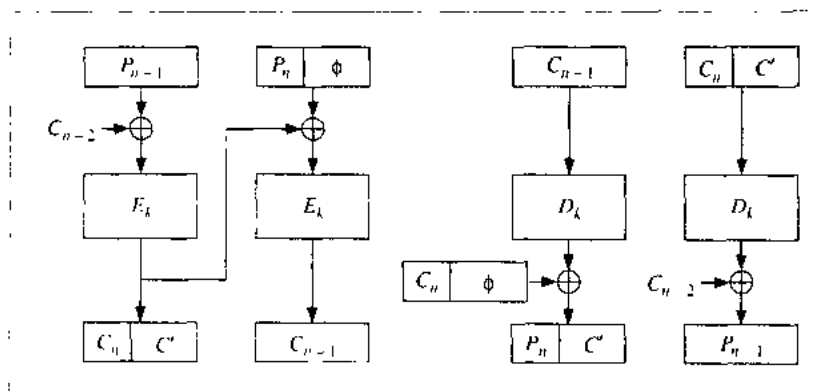 P_{n-1} P_n ϕ C_{n-1} C_n C'
C_{n-2}
E_k E_k D_k D_k
C_n ϕ C_{n-2}
C_n C' C_{n-1} P_n C' P_{n-1}